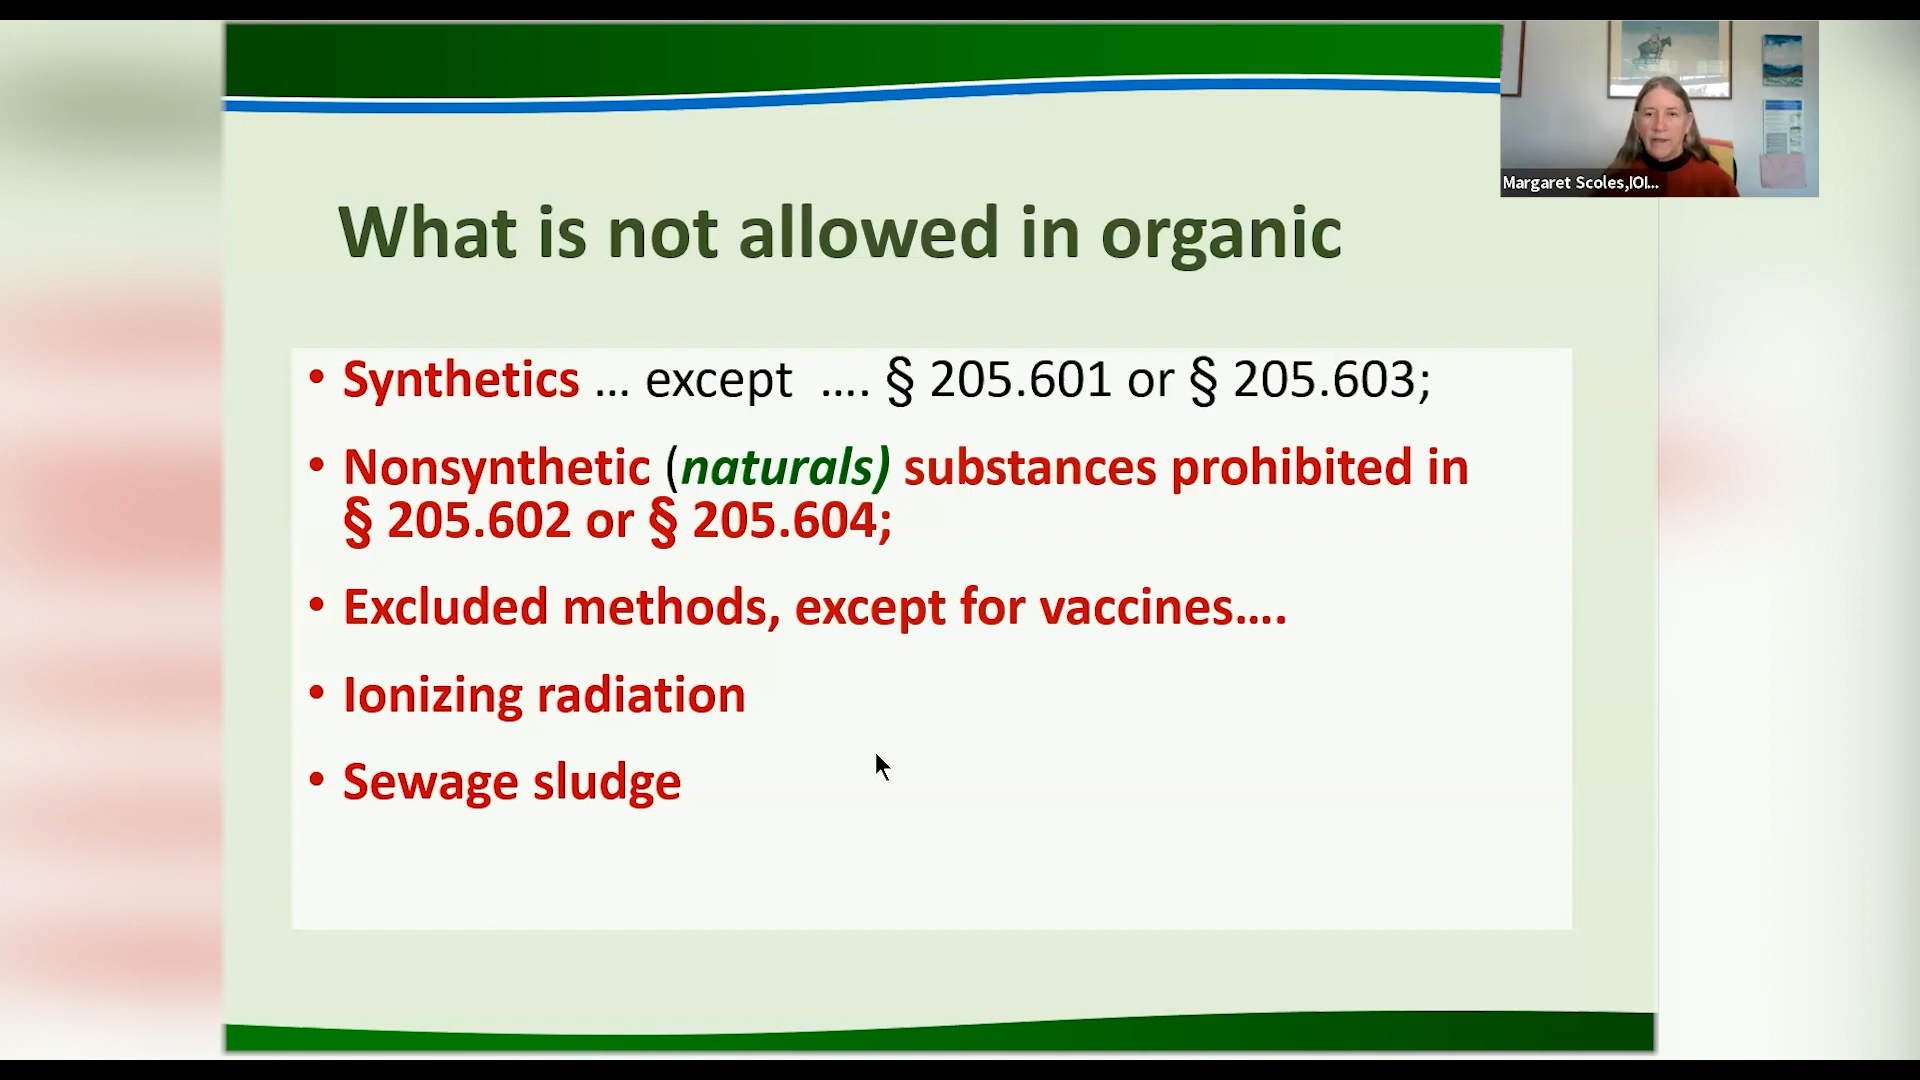 Margaret Scoles,IOI...
What is not allowed in organic
• Synthetics ... except .... § 205.601 or § 205.603;
• Nonsynthetic (naturals) substances prohibited in
§ 205.602 or § 205.604;
• Excluded methods, except for vaccines....
• Ionizing radiation
• Sewage sludge